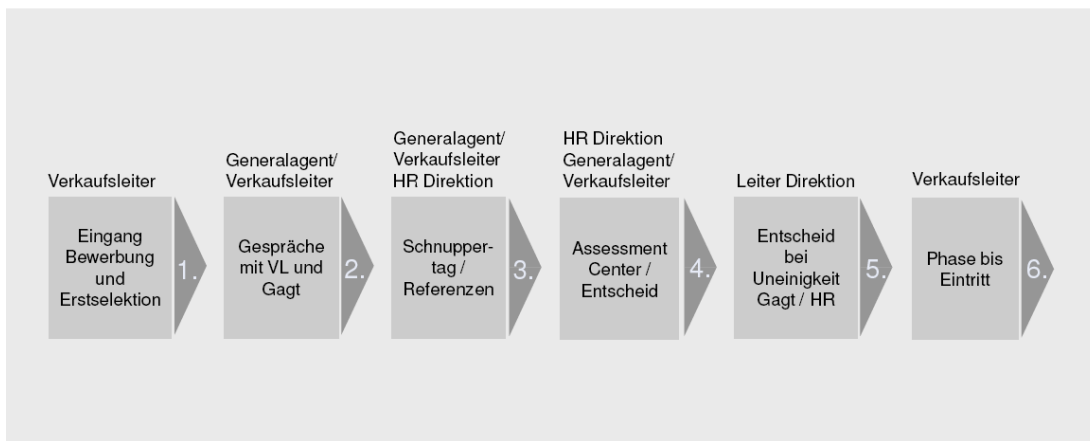 Verkaufsleiter
Eingang
Bewerbung
und
Erstselektion
1.
Generalagent/
Verkaufsleiter
Gespräche
mit VL und
Gagt
2.
Generalagent/
Verkaufsleiter
HR Direktion
Schnupper-
tag /
Referenzen
3.
HR Direktion
Generalagent/
Verkaufsleiter
Assessment
Center /
Entscheid
4.
Leiter Direktion
Entscheid
bei
Uneinigkeit
Gagt / HR
5.
Verkaufsleiter
Phase bis
Eintritt
6.